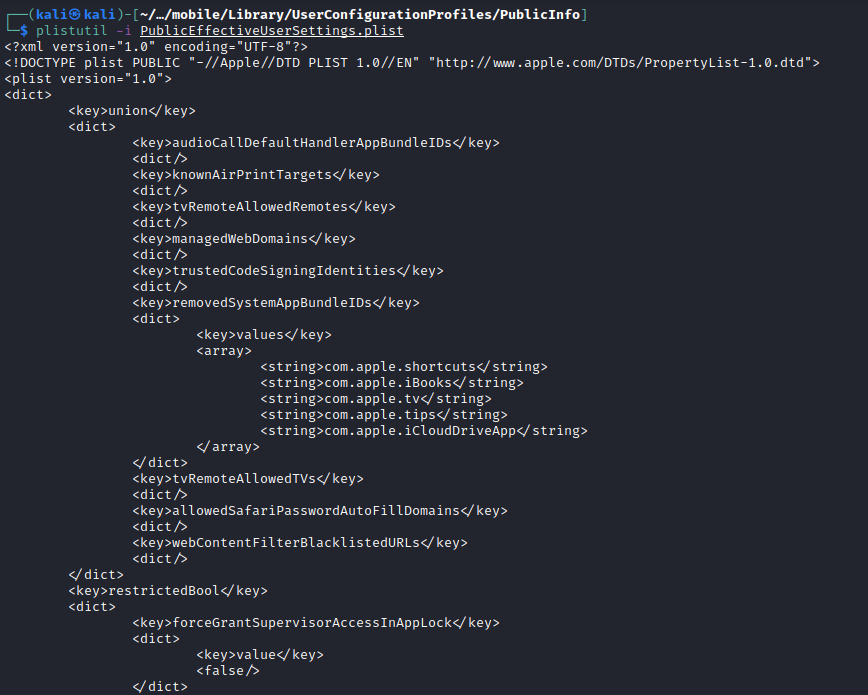 ┌──(kali㉿kali)-[~/…/mobile/Library/UserConfigurationProfiles/PublicInfo]
└─$ plistutil -i PublicEffectiveUserSettings.plist
<?xml version="1.0" encoding="UTF-8"?>
<!DOCTYPE plist PUBLIC "-//Apple//DTD PLIST 1.0//EN" "http://www.apple.com/DTDs/PropertyList-1.0.dtd">
<plist version="1.0">
<dict>
        <key>union</key>
        <dict>
                <key>audioCallDefaultHandlerAppBundleIDs</key>
                <dict/>
                <key>knownAirPrintTargets</key>
                <dict/>
                <key>tvRemoteAllowedRemotes</key>
                <dict/>
                <key>managedWebDomains</key>
                <dict/>
                <key>trustedCodeSigningIdentities</key>
                <dict/>
                <key>removedSystemAppBundleIDs</key>
                <dict>
                        <key>values</key>
                        <array>
                                <string>com.apple.shortcuts</string>
                                <string>com.apple.iBooks</string>
                                <string>com.apple.tv</string>
                                <string>com.apple.tips</string>
                                <string>com.apple.iCloudDriveApp</string>
                        </array>
                </dict>
                <key>tvRemoteAllowedTVs</key>
                <dict/>
                <key>allowedSafariPasswordAutoFillDomains</key>
                <dict/>
                <key>webContentFilterBlacklistedURLs</key>
                <dict/>
        </dict>
        <key>restrictedBool</key>
        <dict>
                <key>forceGrantSupervisorAccessInAppLock</key>
                <dict>
                        <key>value</key>
                        <false/>
                </dict>